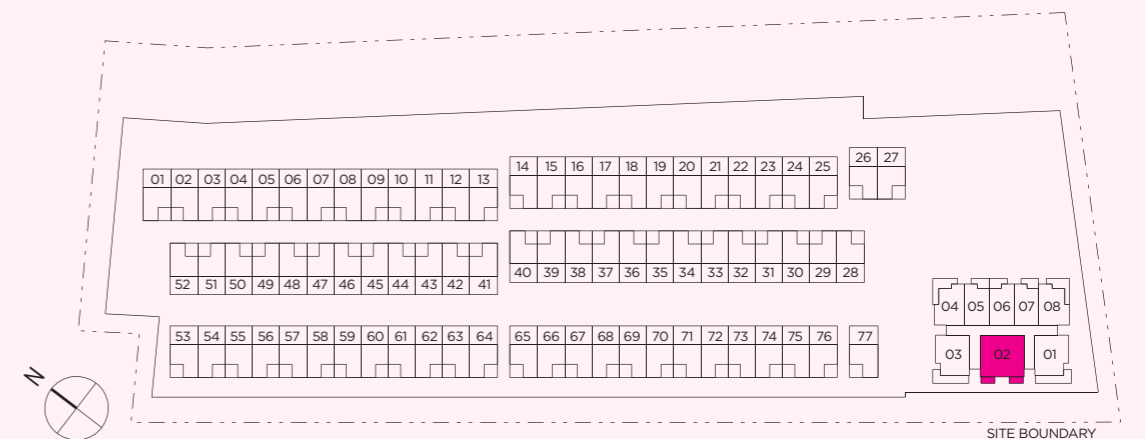 14 15 16 17 18 19 20 21 22 23 24 25
26 27
01 02 03 04 05 06 07 08 09 10 11 12 13
40 39 38 37 36 35 34 33 32 31 30 29 28
52 51 50 49 48 47 46 45 44 43 42 41
04 05 06 07 08
53 54 55 56 57 58 59 60 61 62 63 64
65 66 67 68 69 70 71 72 73 74 75 76
77
03 02 01
N
SITE BOUNDARY